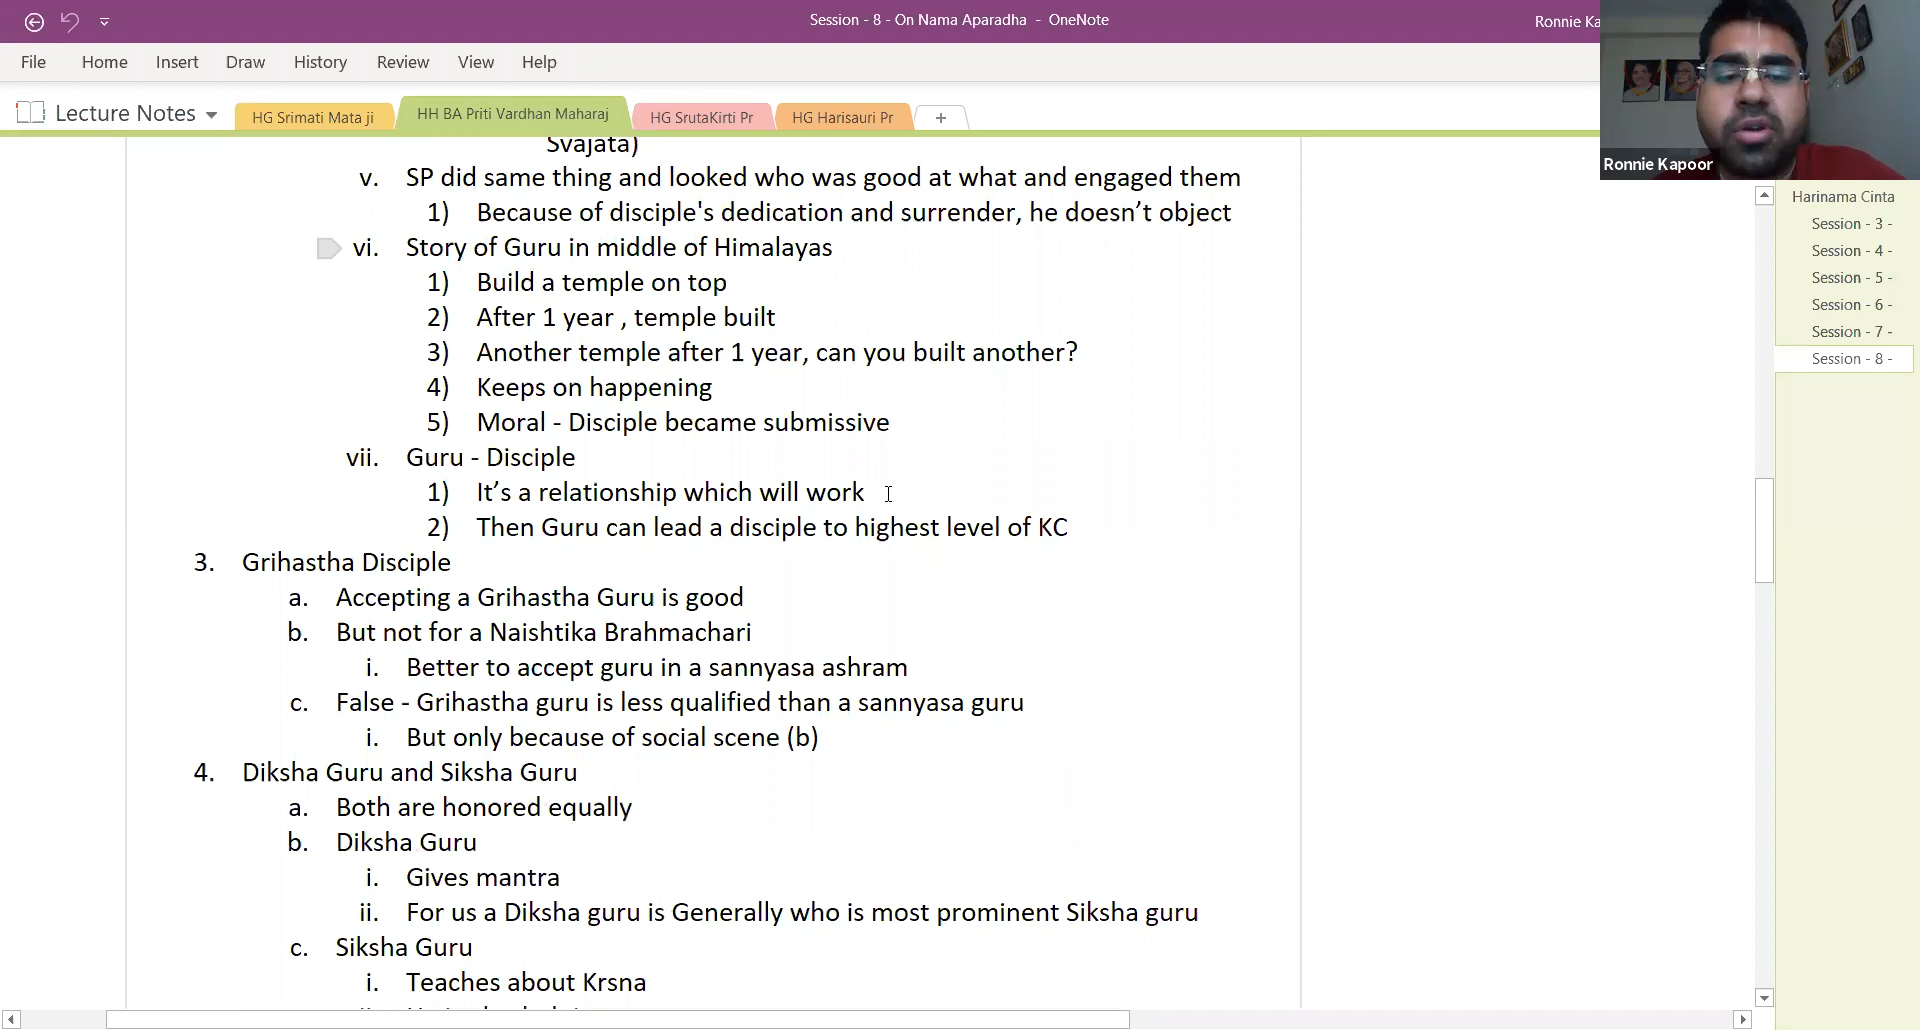 Session - 8 - On Nama Aparadha - OneNote
Ronnie
File Home Insert Draw History Review View Help
Lecture Notes HG Srimati Mata ji HH BA Priti Vardhan Maharaj HG SrutaKirti Pr HG Harisauri Pr +
Ronnie Kapoor
Svajata)
v. SP did same thing and looked who was good at what and engaged them
1) Because of disciple's dedication and surrender, he doesn’t object
vi. Story of Guru in middle of Himalayas
1) Build a temple on top
2) After 1 year , temple built
3) Another temple after 1 year, can you built another?
4) Keeps on happening
5) Moral - Disciple became submissive
vii. Guru - Disciple
1) It’s a relationship which will work
2) Then Guru can lead a disciple to highest level of KC
3. Grihastha Disciple
a. Accepting a Grihastha Guru is good
b. But not for a Naishtika Brahmachari
i. Better to accept guru in a sannyasa ashram
c. False - Grihastha guru is less qualified than a sannyasa guru
i. But only because of social scene (b)
4. Diksha Guru and Siksha Guru
a. Both are honored equally
b. Diksha Guru
i. Gives mantra
ii. For us a Diksha guru is Generally who is most prominent Siksha guru
c. Siksha Guru
i. Teaches about Krsna
Harinama Cinta
Session - 3 -
Session - 4 -
Session - 5 -
Session - 6 -
Session - 7 -
Session - 8 -